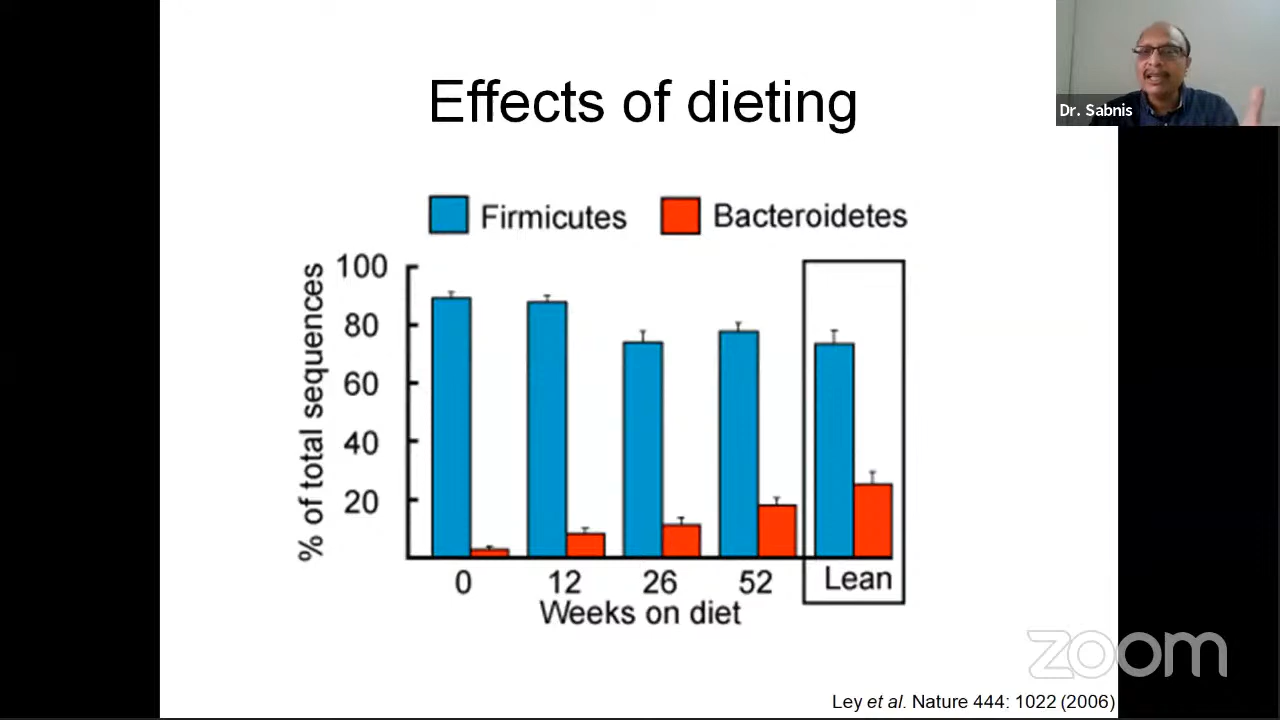 Effects of dieting
Dr. Sabnis
Firmicutes Bacteroidetes
% of total sequences
100
80
60
40
20
0 12 26 52 Lean
Weeks on diet
zoom
Ley et al. Nature 444: 1022 (2006)